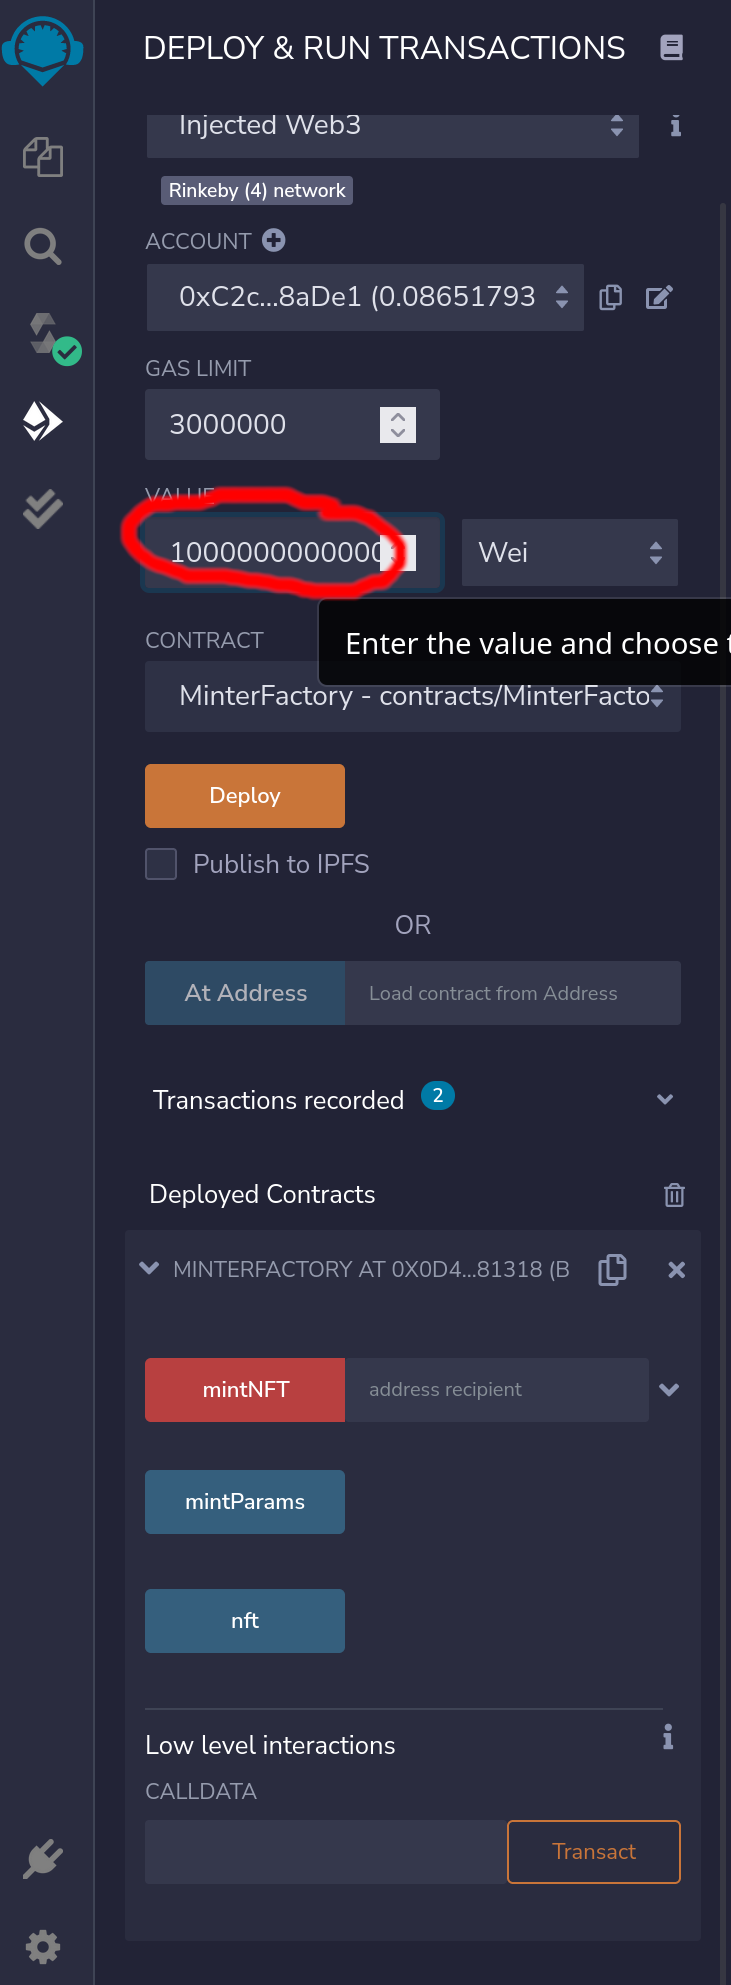 DEPLOY & RUN TRANSACTIONS
Injected Web3
Rinkeby (4) network
ACCOUNT
0xC2c...8aDe1 (0.08651793
GAS LIMIT
3000000
VALUE
Wei
Enter the value and choose
CONTRACT
MinterFactory - contracts/MinterFacto
Deploy
Publish to IPFS
OR
At Address Load contract from Address
Transactions recorded 2
Deployed Contracts
MINTERFACTORY AT 0X0D4...81318 (B
mintNFT address recipient
mintParams
nft
Low level interactions
CALLDATA
Transact